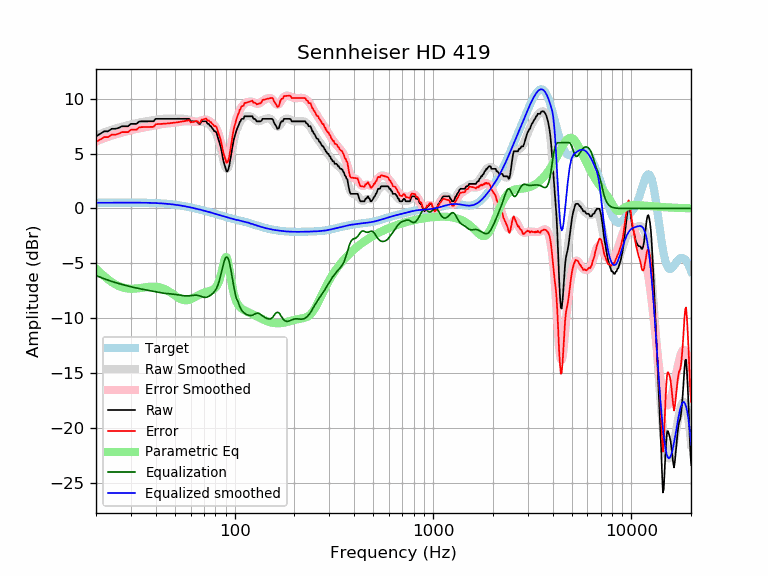 Sennheiser HD 419
10
5
0
−5
−10
−15
−20
−25
Amplitude (dBr)
Target
Raw Smoothed
Error Smoothed
Raw
Error
Parametric Eq
Equalization
Equalized smoothed
100
1000
10000
Frequency (Hz)